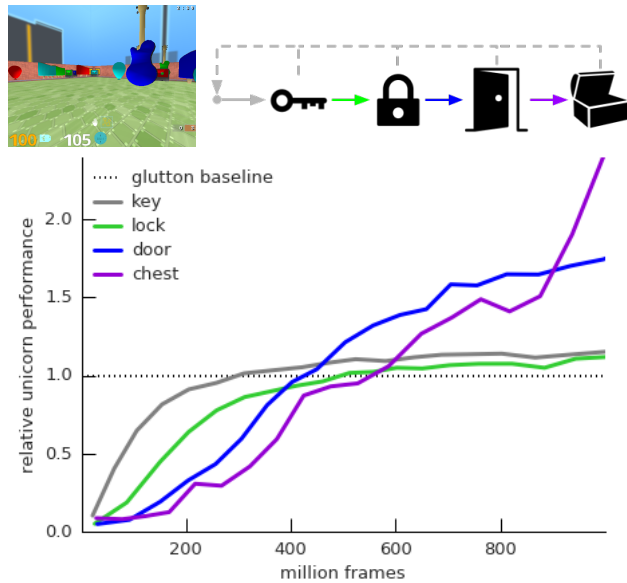 100
105
glutton baseline
key
lock
door
chest
relative unicorn performance
2.0
1.5
1.0
0.5
0.0
200
400
600
800
million frames